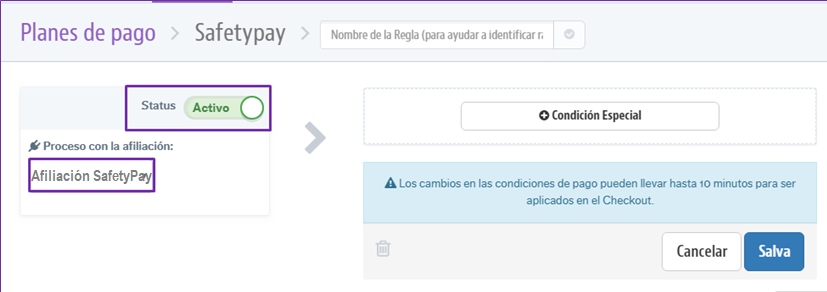 Planes de pago > Safetypay > Nombre de la Regla (para ayudar a identificar ra
Status Activo
Proceso con la afiliación:
Afiliación SafetyPay
Condición Especial
Los cambios en las condiciones de pago pueden llevar hasta 10 minutos para ser
aplicados en el Checkout.
Cancelar Salva